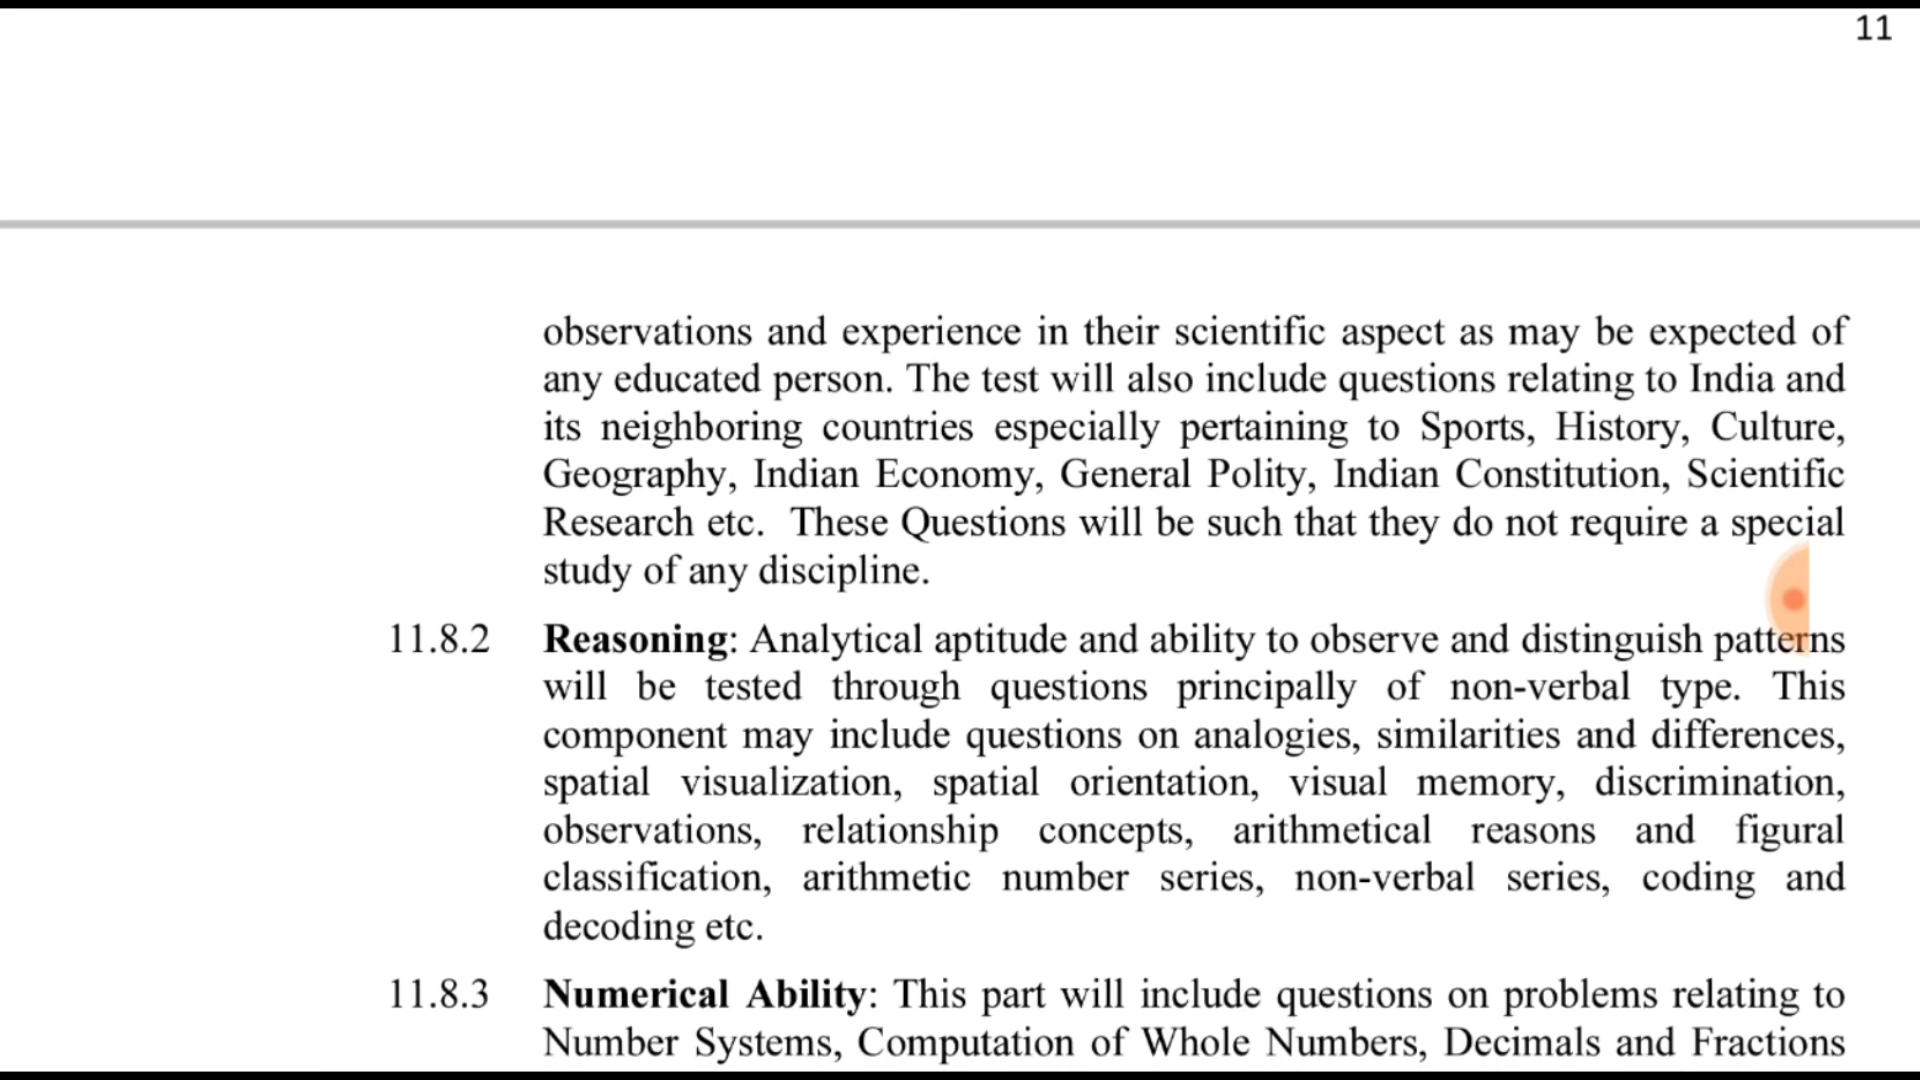 11
observations and experience in their scientific aspect as may be expected of
any educated person. The test will also include questions relating to India and
its neighboring countries especially pertaining to Sports, History, Culture,
Geography, Indian Economy, General Polity, Indian Constitution, Scientific
Research etc. These Questions will be such that they do not require a special
study of any discipline.
11.8.2 Reasoning: Analytical aptitude and ability to observe and distinguish patterns
will be tested through questions principally of non-verbal type. This
component may include questions on analogies, similarities and differences,
spatial visualization, spatial orientation, visual memory, discrimination,
observations, relationship concepts, arithmetical reasons and figural
classification, arithmetic number series, non-verbal series, coding and
decoding etc.
11.8.3 Numerical Ability: This part will include questions on problems relating to
Number Systems, Computation of Whole Numbers, Decimals and Fractions